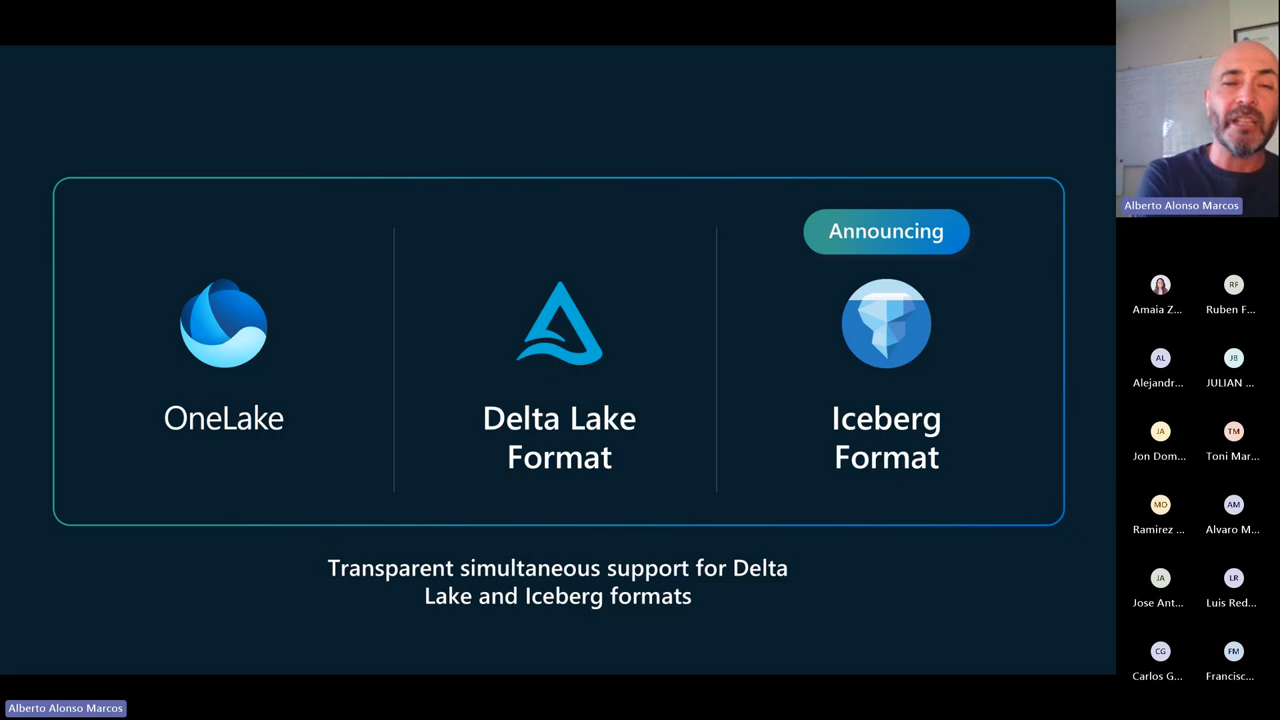 Announcing
OneLake
Delta Lake
Format
Iceberg
Format
Transparent simultaneous support for Delta
Lake and Iceberg formats
Alberto Alonso Marcos
Alberto Alonso Marcos
Amaia Z...
RF
Ruben F...
AL
Alejandr...
JB
JULIAN ...
JA
Jon Dom...
TM
Toni Mar...
MO
Ramirez ...
AM
Alvaro M...
JA
Jose Ant...
LR
Luis Red...
CG
Carlos G...
FM
Francisc...